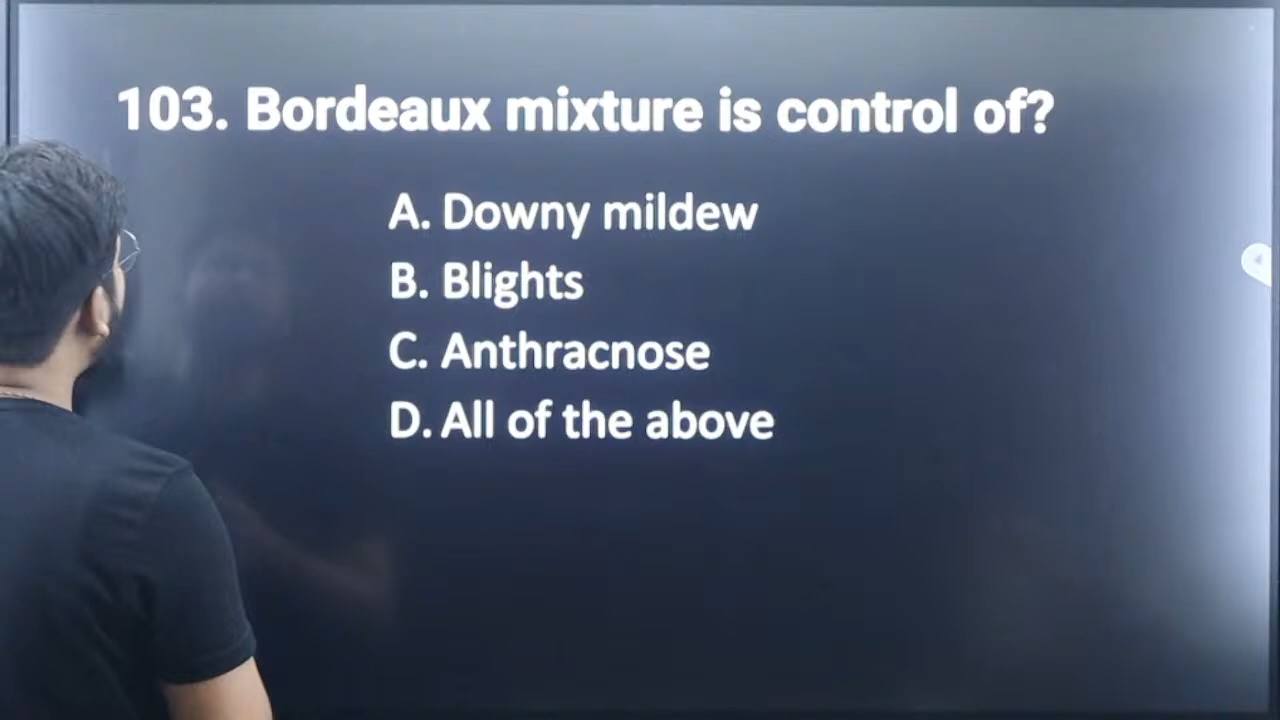 103. Bordeaux mixture is control of?
A. Downy mildew
B. Blights
C. Anthracnose
D. All of the above